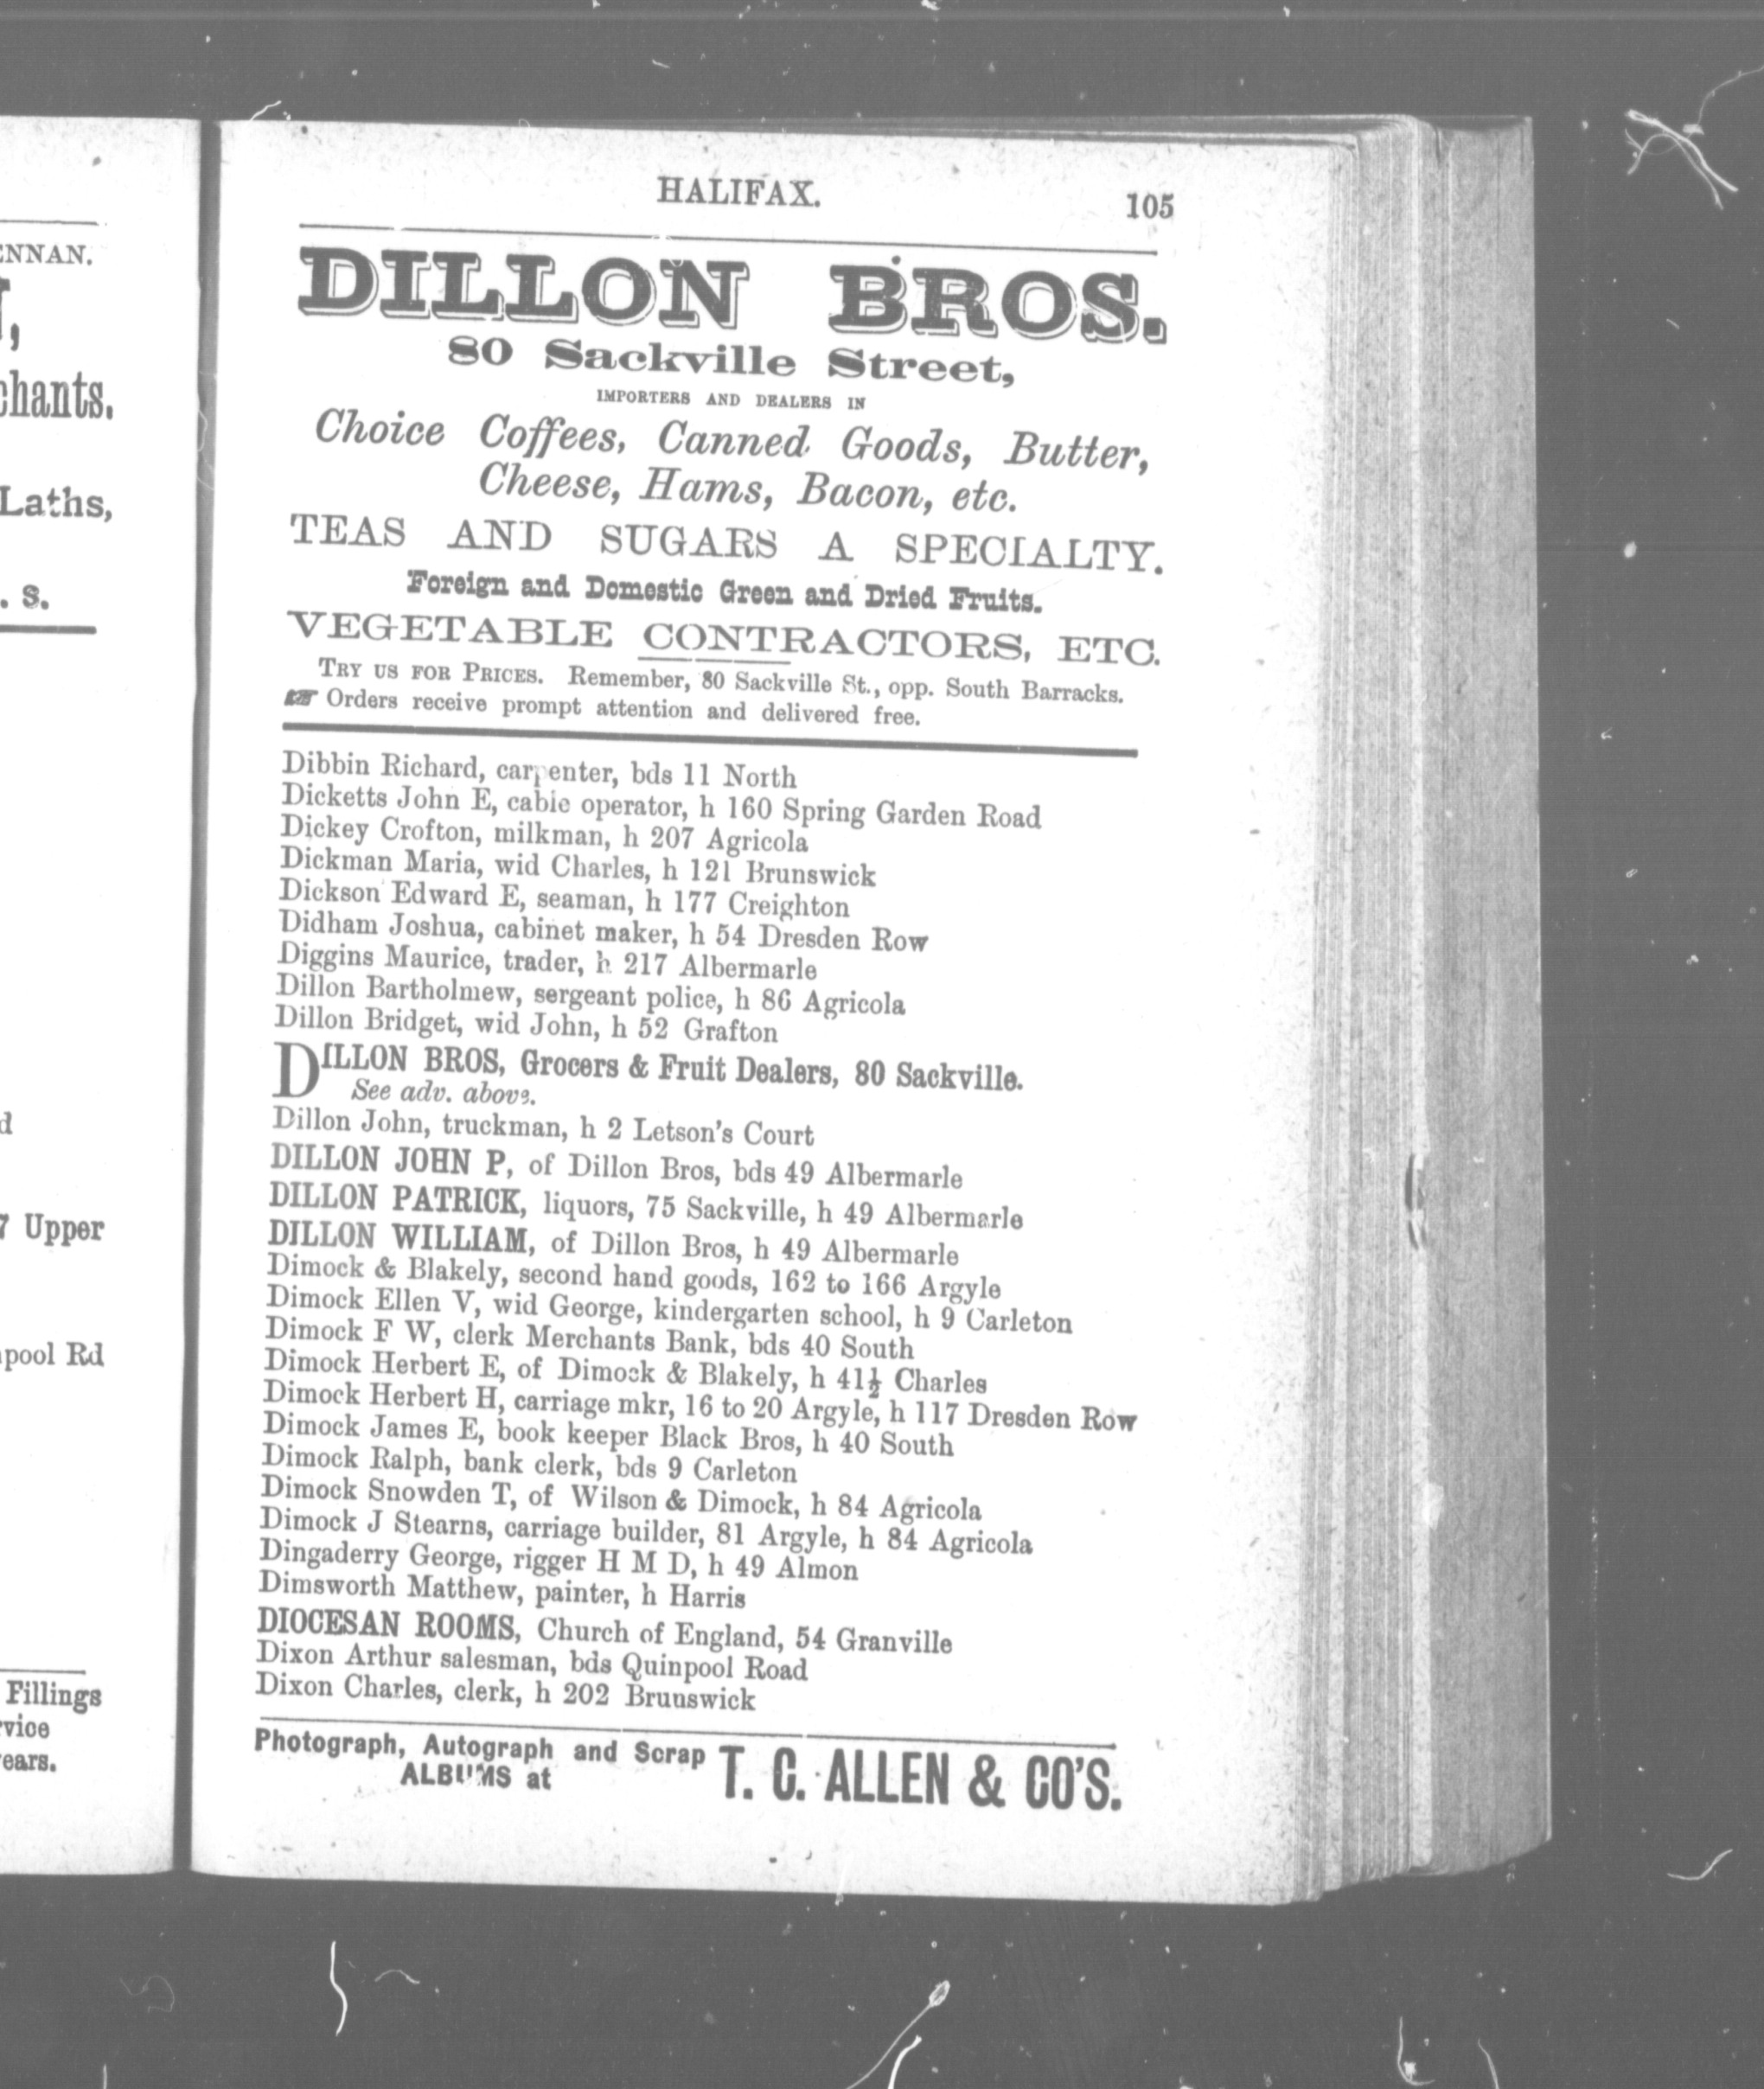 ENNAN.
chants.
Laths,
. S.
7 Upper
pool Rd
Fillings
rvice
ears.
HALIFAX. 105
DILLON BROS.
80 Sackville Street,
IMPORTERS AND DEALERS IN
Choice Coffees, Canned Goods, Butter,
Cheese, Hams, Bacon, etc.
TEAS AND SUGARS A SPECIALTY.
Foreign and Domestic Green and Dried Fruits.
VEGETABLE CONTRACTORS, ETC.
TRY US FOR PRICES. Remember, 80 Sackville St., opp. South Barracks.
☞ Orders receive prompt attention and delivered free.
Dibbin Richard, carpenter, bds 11 North
Dicketts John E, cable operator, h 160 Spring Garden Road
Dickey Crofton, milkman, h 207 Agricola
Dickman Maria, wid Charles, h 121 Brunswick
Dickson Edward E, seaman, h 177 Creighton
Didham Joshua, cabinet maker, h 54 Dresden Row
Diggins Maurice, trader, h 217 Albermarle
Dillon Bartholmew, sergeant police, h 86 Agricola
Dillon Bridget, wid John, h 52 Grafton
DILLON BROS, Grocers & Fruit Dealers, 80 Sackville.
See adv. above.
Dillon John, truckman, h 2 Letson's Court
DILLON JOHN P, of Dillon Bros, bds 49 Albermarle
DILLON PATRICK, liquors, 75 Sackville, h 49 Albermarle
DILLON WILLIAM, of Dillon Bros, h 49 Albermarle
Dimock & Blakely, second hand goods, 162 to 166 Argyle
Dimock Ellen V, wid George, kindergarten school, h 9 Carleton
Dimock F W, clerk Merchants Bank, bds 40 South
Dimock Herbert E, of Dimock & Blakely, h 41½ Charles
Dimock Herbert H, carriage mkr, 16 to 20 Argyle, h 117 Dresden Row
Dimock James E, book keeper Black Bros, h 40 South
Dimock Ralph, bank clerk, bds 9 Carleton
Dimock Snowden T, of Wilson & Dimock, h 84 Agricola
Dimock J Stearns, carriage builder, 81 Argyle, h 84 Agricola
Dingaderry George, rigger H M D, h 49 Almon
Dimsworth Matthew, painter, h Harris
DIOCESAN ROOMS, Church of England, 54 Granville
Dixon Arthur salesman, bds Quinpool Road
Dixon Charles, clerk, h 202 Brunswick
Photograph, Autograph and Scrap T. C. ALLEN & CO'S.
ALBUMS at